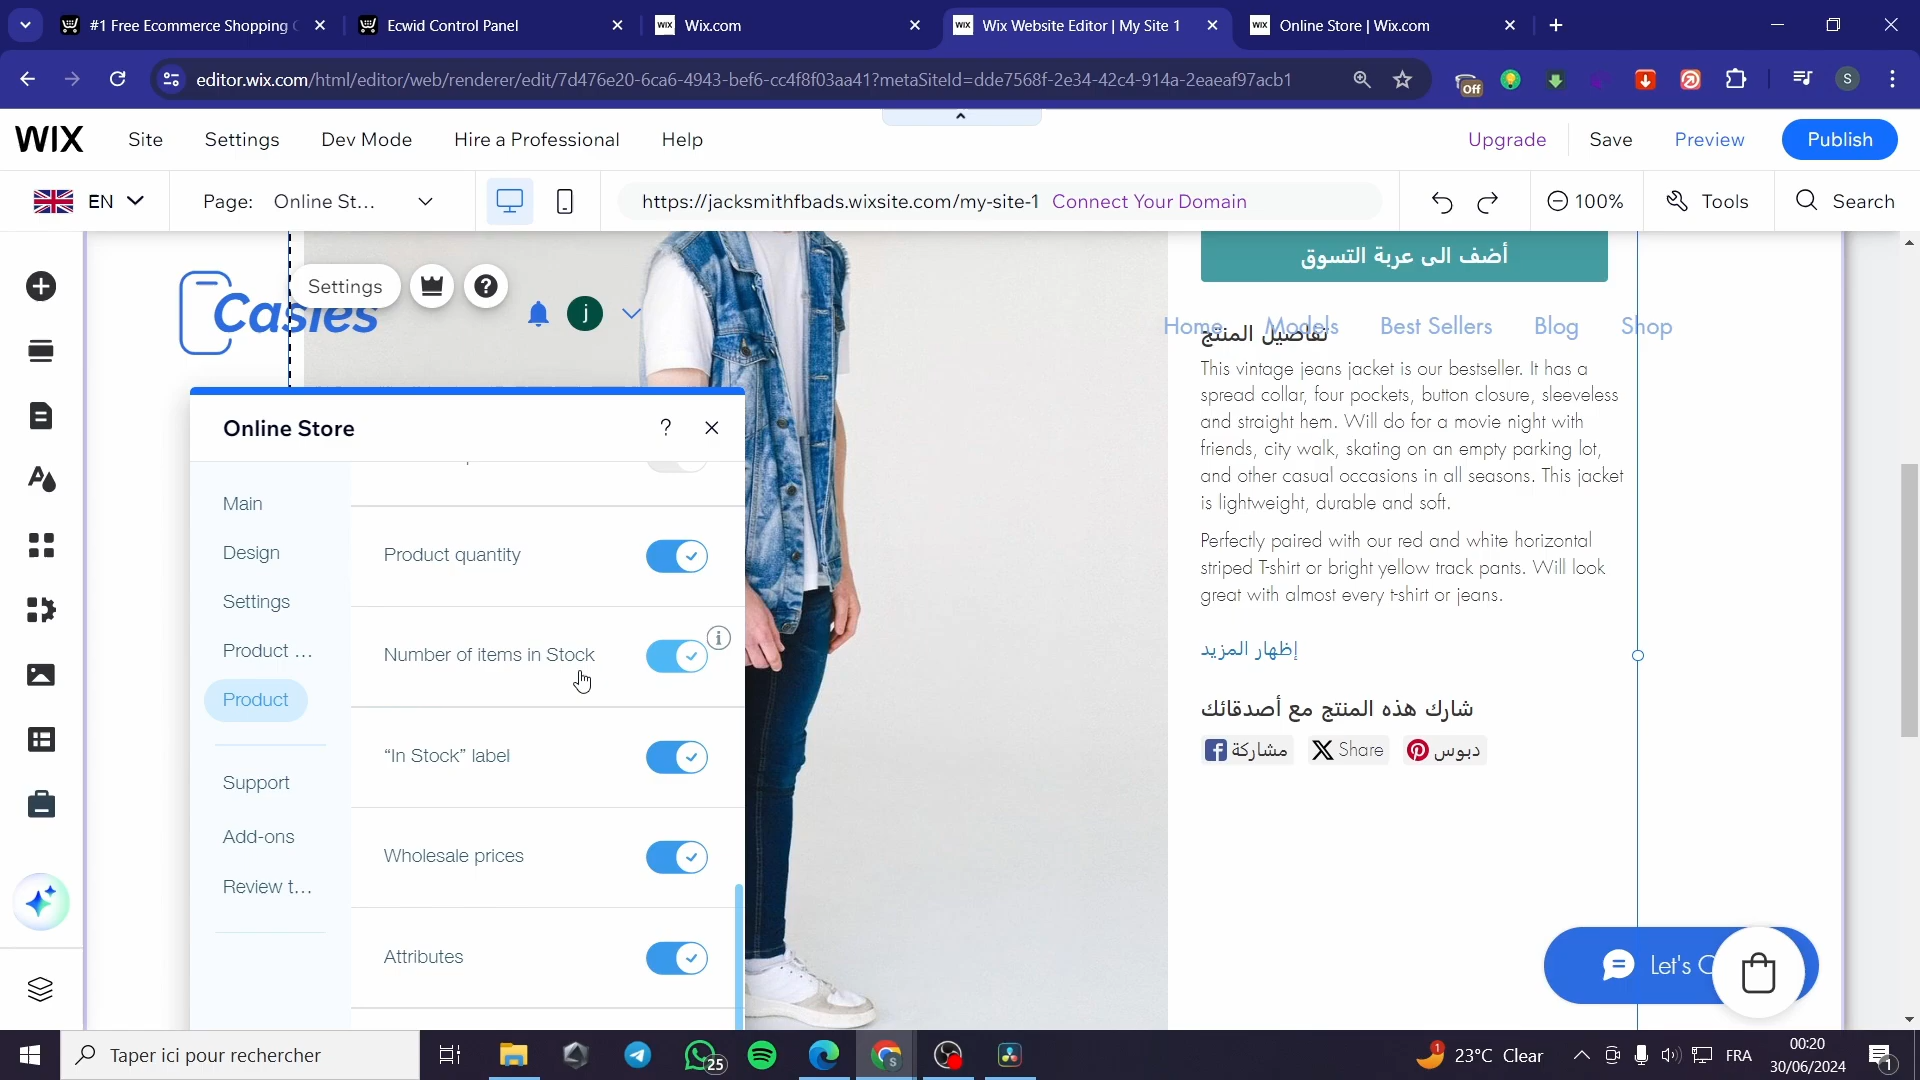 #1 Free Ecommerce Shopping
Ecwid Control Panel
WIX
Wix.com
WIX
Wix Website Editor | My Site 1
WIX
Online Store | Wix.com
editor.wix.com/html/editor/web/renderer/edit/7d476e20-6ca6-4943-bef6-cc4f8f03aa41?metaSiteId=dde7568f-2e34-42c4-914a-2eaeaf97acb1
Off
S
WIX
Site
Settings
Dev Mode
Hire a Professional
Help
Upgrade
Save
Preview
Publish
EN
Page: Online St...
https://jacksmithfbads.wixsite.com/my-site-1 Connect Your Domain
100%
Tools
Search
أضف الى عربة التسوق
Settings
?
Casies
j
Home
Models
Best Sellers
Blog
Shop
تفاصيل المنتج
This vintage jeans jacket is our bestseller. It has a
spread collar, four pockets, button closure, sleeveless
and straight hem. Will do for a movie night with
friends, city walk, skating on an empty parking lot,
and other casual occasions in all seasons. This jacket
is lightweight, durable and soft.
Perfectly paired with our red and white horizontal
striped T-shirt or bright yellow track pants. Will look
great with almost every t-shirt or jeans.
إظهار المزيد
شارك هذه المنتج مع أصدقائك
مشاركة
Share
دبوس
Online Store
?
Main
Design
Settings
Product ...
Product
Support
Add-ons
Review t...
Product quantity
Number of items in Stock
“In Stock” label
Wholesale prices
Attributes
Let's C
Taper ici pour rechercher
25
1
23°C Clear
FRA
00:20
30/06/2024
1